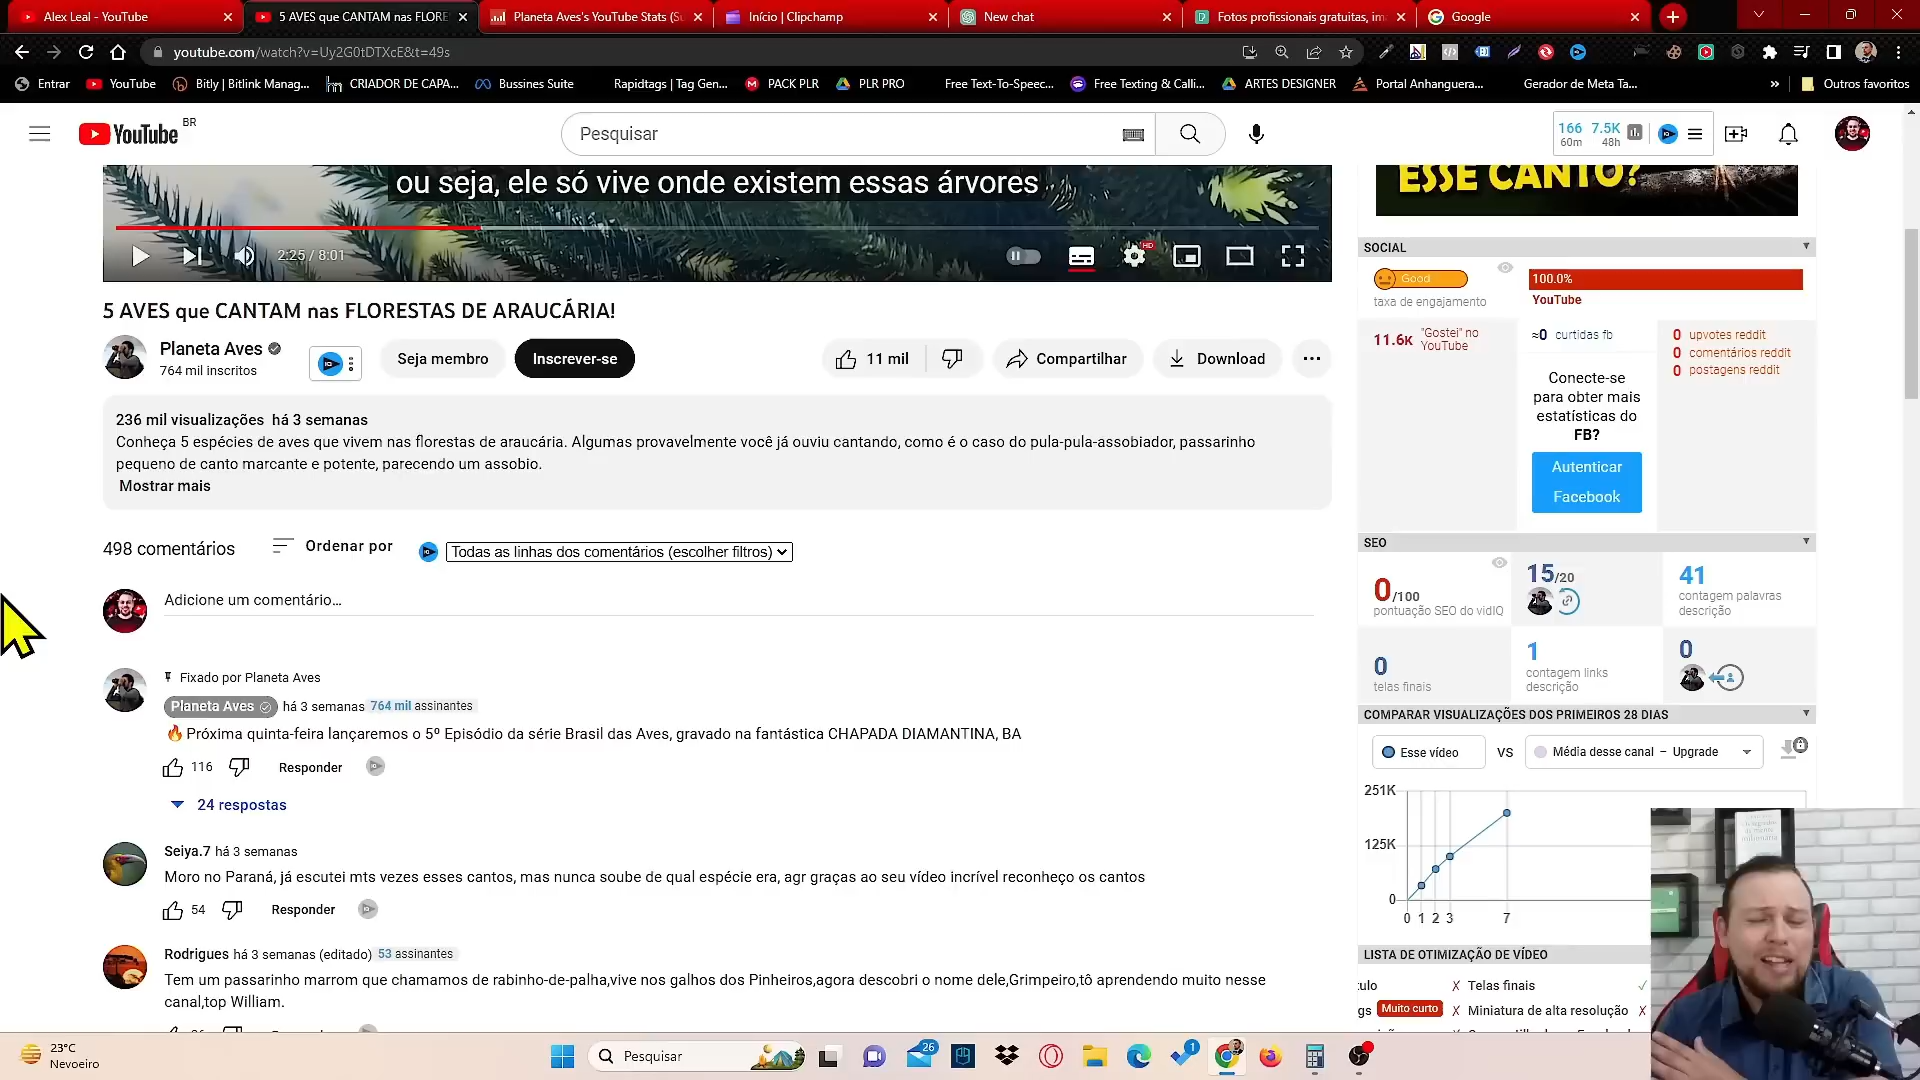 Alex Leal - YouTube
5 AVES que CANTAM nas FLORE
Planeta Aves's YouTube Stats (Su
Início | Clipchamp
New chat
Fotos profissionais gratuitas, im
Google
youtube.com/watch?v=Uy2G0tDTXcE&t=49s
Entrar
YouTube
Bitly | Bitlink Manag...
CRIADOR DE CAPA...
Bussines Suite
Rapidtags | Tag Gen...
PACK PLR
PLR PRO
Free Text-To-Speec...
Free Texting & Calli...
ARTES DESIGNER
Portal Anhanguera...
Gerador de Meta Ta...
Outros favoritos
YouTube BR
Pesquisar
166 7.5K
60m 48h
ou seja, ele só vive onde existem essas árvores
2:25 / 8:01
HD
ESSE CANTO?
5 AVES que CANTAM nas FLORESTAS DE ARAUCÁRIA!
Planeta Aves
764 mil inscritos
Seja membro
Inscrever-se
11 mil
Compartilhar
Download
236 mil visualizações há 3 semanas
Conheça 5 espécies de aves que vivem nas florestas de araucária. Algumas provavelmente você já ouviu cantando, como é o caso do pula-pula-assobiador, passarinho
pequeno de canto marcante e potente, parecendo um assobio.
Mostrar mais
498 comentários
Ordenar por
Todas as linhas dos comentários (escolher filtros)
Adicione um comentário...
Fixado por Planeta Aves
Planeta Aves há 3 semanas 764 mil assinantes
🔥Próxima quinta-feira lançaremos o 5º Episódio da série Brasil das Aves, gravado na fantástica CHAPADA DIAMANTINA, BA
116
Responder
24 respostas
Seiya.7 há 3 semanas
Moro no Paraná, já escutei mts vezes esses cantos, mas nunca soube de qual espécie era, agr graças ao seu vídeo incrível reconheço os cantos
54
Responder
Rodrigues há 3 semanas (editado) 53 assinantes
Tem um passarinho marrom que chamamos de rabinho-de-palha,vive nos galhos dos Pinheiros,agora descobri o nome dele,Grimpeiro,tô aprendendo muito nesse
canal,top William.
SOCIAL
Good
taxa de engajamento
100.0%
YouTube
11.6K "Gostei" no
YouTube
≈0 curtidas fb
0 upvotes reddit
0 comentários reddit
0 postagens reddit
Conecte-se
para obter mais
estatísticas do
FB?
Autenticar
Facebook
SEO
0/100
pontuação SEO do vidIQ
15/20
41
contagem palavras
descrição
0
telas finais
1
contagem links
descrição
0
COMPARAR VISUALIZAÇÕES DOS PRIMEIROS 28 DIAS
Esse vídeo
VS
Média desse canal – Upgrade
251K
125K
0
0 1 2 3 7
LISTA DE OTIMIZAÇÃO DE VÍDEO
tulo
✗ Telas finais
gs Muito curto
✗ Miniatura de alta resolução
23°C
Nevoeiro
Pesquisar
26
1